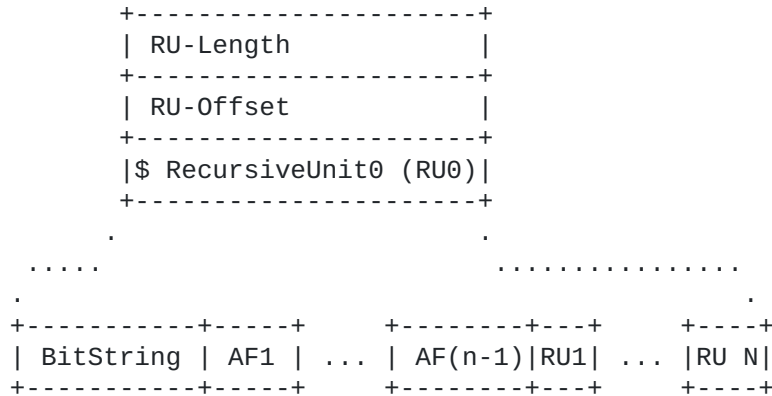 RU-Length
RU-Offset
$ RecursiveUnit0 (RU0)
BitString | AF1 | ... | AF(n-1)|RU1| ... |RU N|